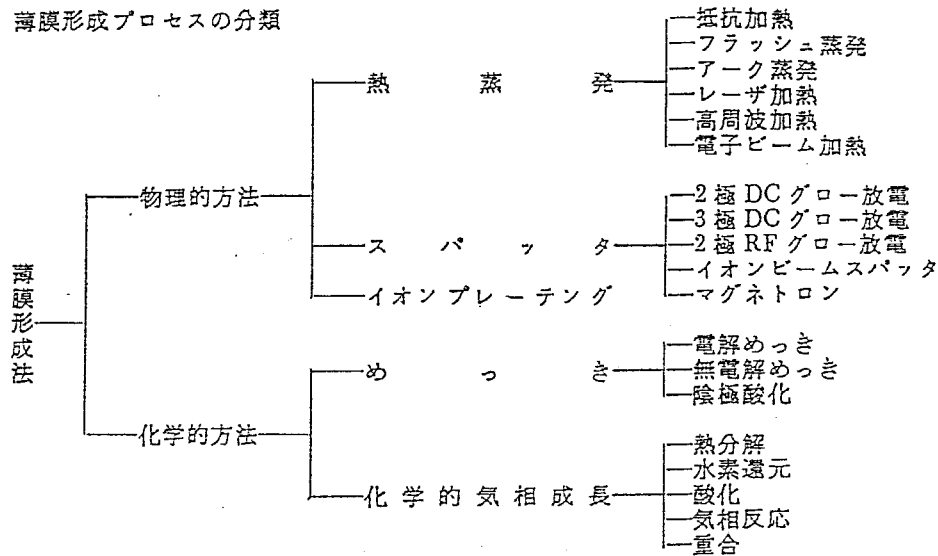 薄膜形成プロセスの分類
薄膜形成法
物理的方法
熱蒸発
抵抗加熱
フラッシュ蒸発
アーク蒸発
レーザ加熱
高周波加熱
電子ビーム加熱
スパッタ
2極DCグロー放電
3極DCグロー放電
2極RFグロー放電
イオンビームスパッタ
マグネトロン
イオンプレーテング
化学的方法
めっき
電解めっき
無電解めっき
陰極酸化
化学的気相成長
熱分解
水素還元
酸化
気相反応
重合